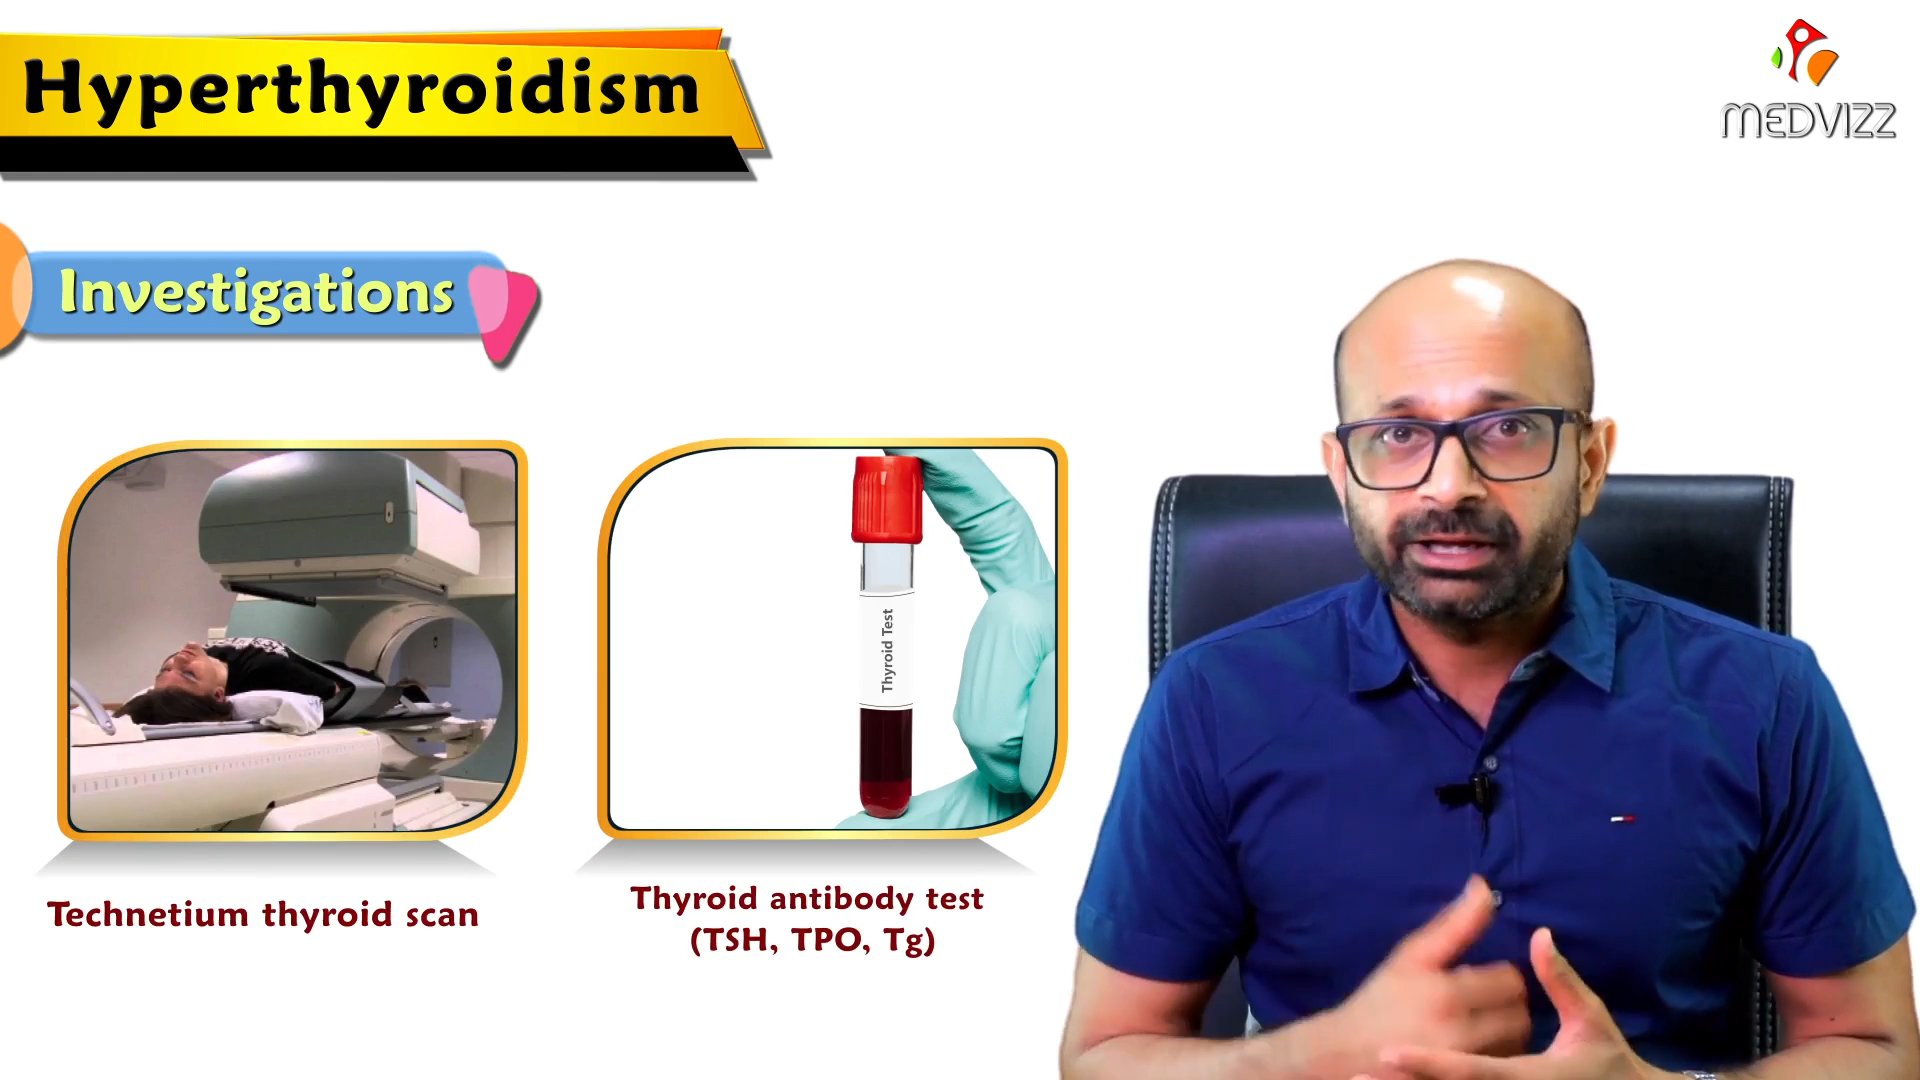 Hyperthyroidism
MEDVIZZ
Investigations
Thyroid Test
Technetium thyroid scan
Thyroid antibody test
(TSH, TPO, Tg)